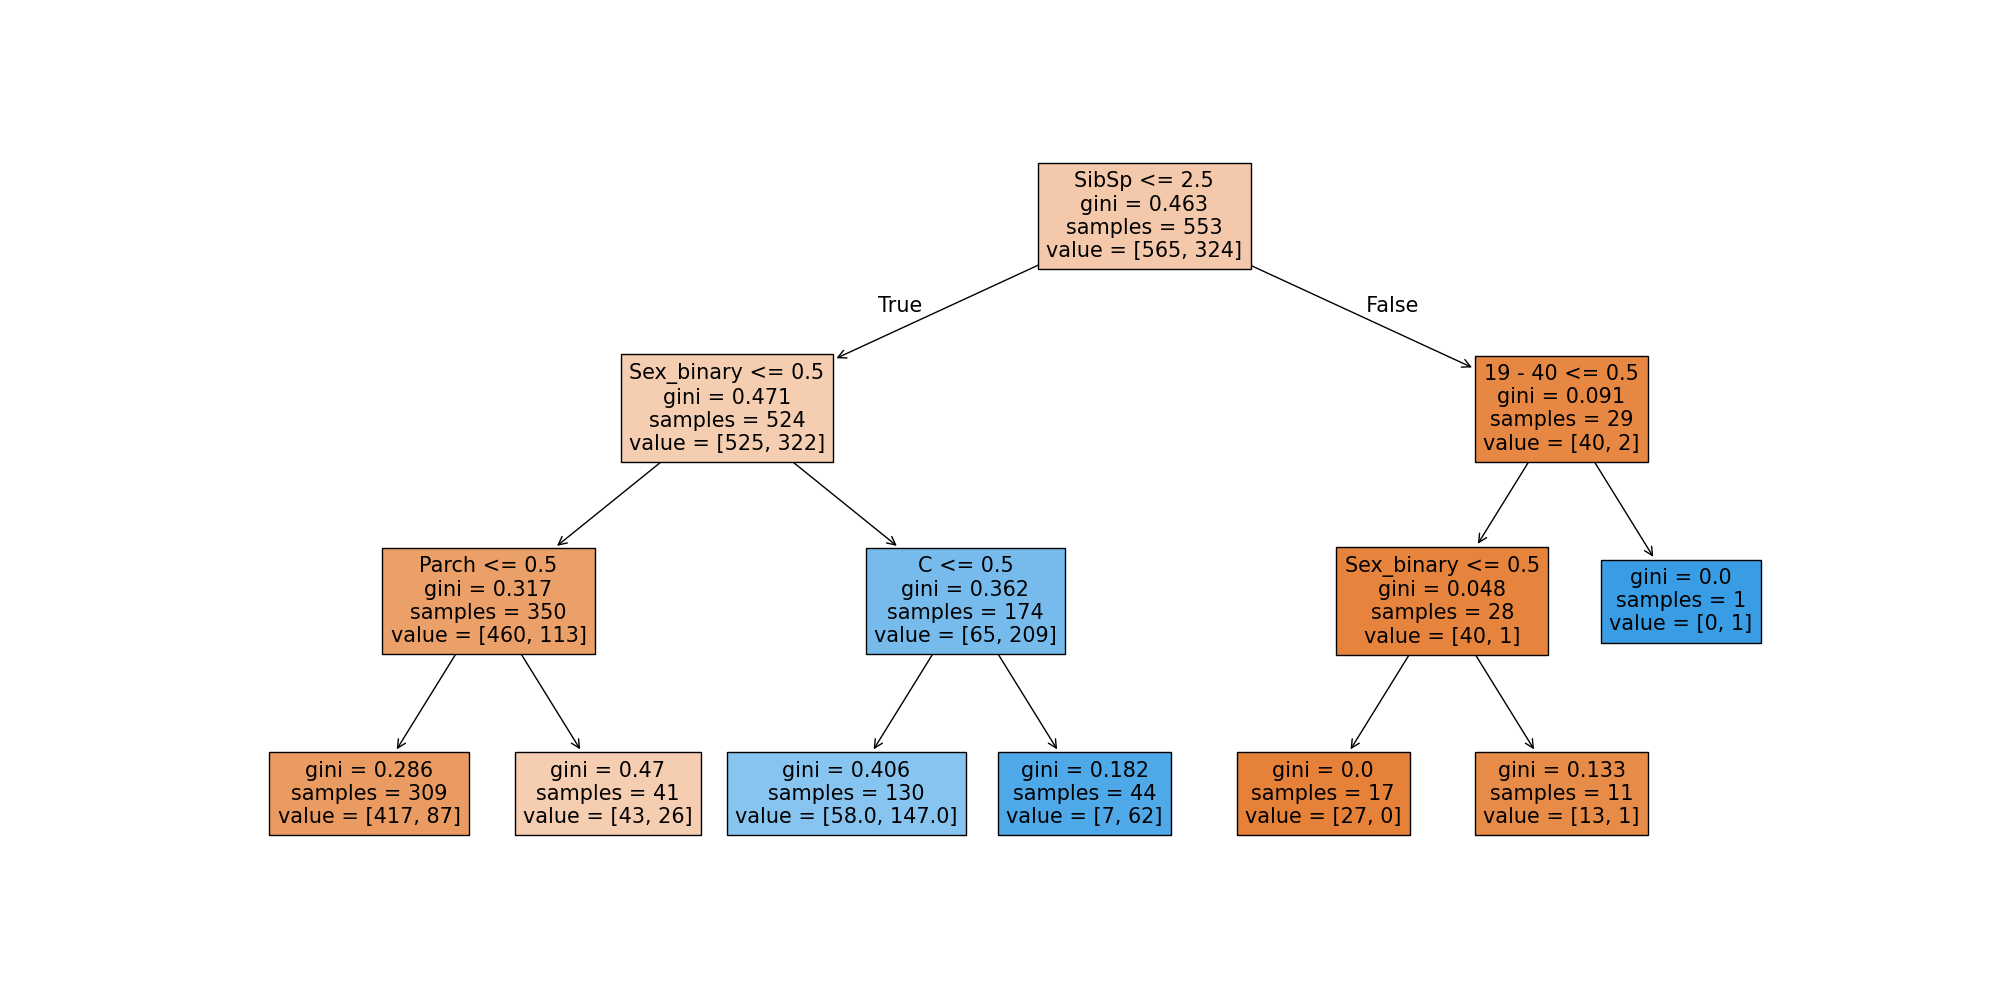 SibSp <= 2.5
gini = 0.463
samples = 553
value = [565, 324]
True
False
Sex_binary <= 0.5
gini = 0.471
samples = 524
value = [525, 322]
19 - 40 <= 0.5
gini = 0.091
samples = 29
value = [40, 2]
Parch <= 0.5
gini = 0.317
samples = 350
value = [460, 113]
C <= 0.5
gini = 0.362
samples = 174
value = [65, 209]
Sex_binary <= 0.5
gini = 0.048
samples = 28
value = [40, 1]
gini = 0.0
samples = 1
value = [0, 1]
gini = 0.286
samples = 309
value = [417, 87]
gini = 0.47
samples = 41
value = [43, 26]
gini = 0.406
samples = 130
value = [58.0, 147.0]
gini = 0.182
samples = 44
value = [7, 62]
gini = 0.0
samples = 17
value = [27, 0]
gini = 0.133
samples = 11
value = [13, 1]